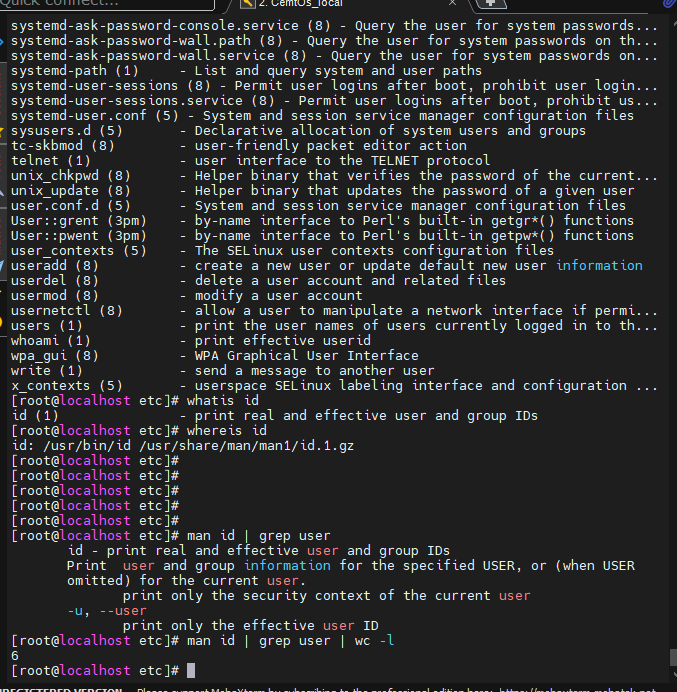 Quick connect...
2. CemtOs_local
systemd-ask-password-console.service (8) - Query the user for system passwords...
systemd-ask-password-wall.path (8) - Query the user for system passwords on th...
systemd-ask-password-wall.service (8) - Query the user for system passwords on...
systemd-path (1)     - List and query system and user paths
systemd-user-sessions (8) - Permit user logins after boot, prohibit user login...
systemd-user-sessions.service (8) - Permit user logins after boot, prohibit us...
systemd-user.conf (5) - System and session service manager configuration files
sysusers.d (5)       - Declarative allocation of system users and groups
tc-skbmod (8)        - user-friendly packet editor action
telnet (1)           - user interface to the TELNET protocol
unix_chkpwd (8)      - Helper binary that verifies the password of the current...
unix_update (8)      - Helper binary that updates the password of a given user
user.conf.d (5)      - System and session service manager configuration files
User::grent (3pm)    - by-name interface to Perl's built-in getgr*() functions
User::pwent (3pm)    - by-name interface to Perl's built-in getpw*() functions
user_contexts (5)    - The SELinux user contexts configuration files
useradd (8)          - create a new user or update default new user information
userdel (8)          - delete a user account and related files
usermod (8)          - modify a user account
usernetctl (8)       - allow a user to manipulate a network interface if permi...
users (1)            - print the user names of users currently logged in to th...
whoami (1)           - print effective userid
wpa_gui (8)          - WPA Graphical User Interface
write (1)            - send a message to another user
x_contexts (5)       - userspace SELinux labeling interface and configuration ...
[root@localhost etc]# whatis id
id (1)               - print real and effective user and group IDs
[root@localhost etc]# whereis id
id: /usr/bin/id /usr/share/man/man1/id.1.gz
[root@localhost etc]#
[root@localhost etc]#
[root@localhost etc]#
[root@localhost etc]#
[root@localhost etc]#
[root@localhost etc]# man id | grep user
id - print real and effective user and group IDs
Print  user and group information for the specified USER, or (when USER
omitted) for the current user.
print only the security context of the current user
-u, --user
print only the effective user ID
[root@localhost etc]# man id | grep user | wc -l
6
[root@localhost etc]#